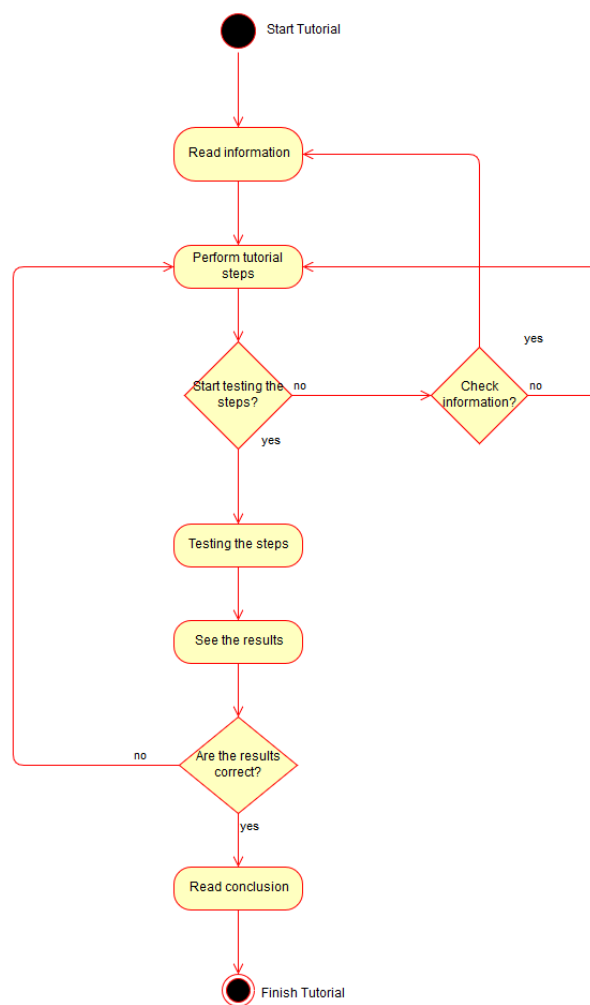 Start Tutorial
Read information
Perform tutorial
steps
yes
Start testing the
steps?
no
Check
information?
no
yes
Testing the steps
See the results
no
Are the results
correct?
yes
Read conclusion
Finish Tutorial